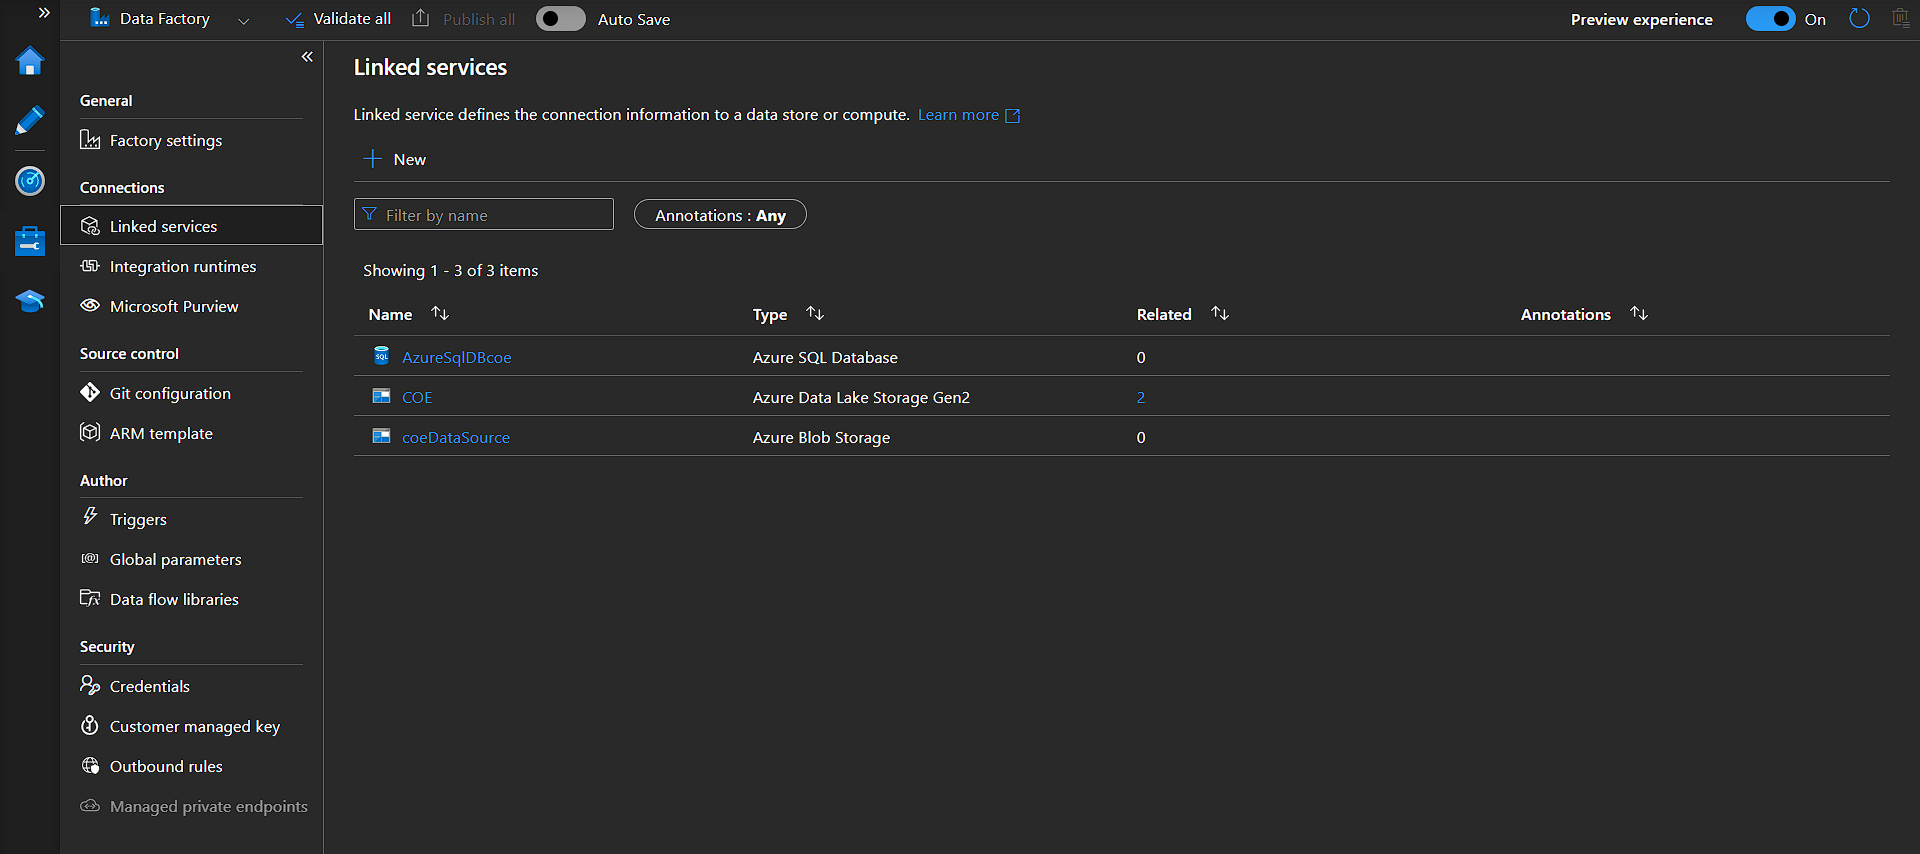 Data Factory
Validate all
Publish all
Auto Save
Preview experience
On
General
Factory settings
Connections
Linked services
Integration runtimes
Microsoft Purview
Source control
Git configuration
ARM template
Author
Triggers
Global parameters
Data flow libraries
Security
Credentials
Customer managed key
Outbound rules
Managed private endpoints
Linked services
Linked service defines the connection information to a data store or compute. Learn more
New
Filter by name
Annotations : Any
Showing 1 - 3 of 3 items
Name Type Related Annotations
SQL AzureSqlDBcoe Azure SQL Database 0
COE Azure Data Lake Storage Gen2 2
coeDataSource Azure Blob Storage 0